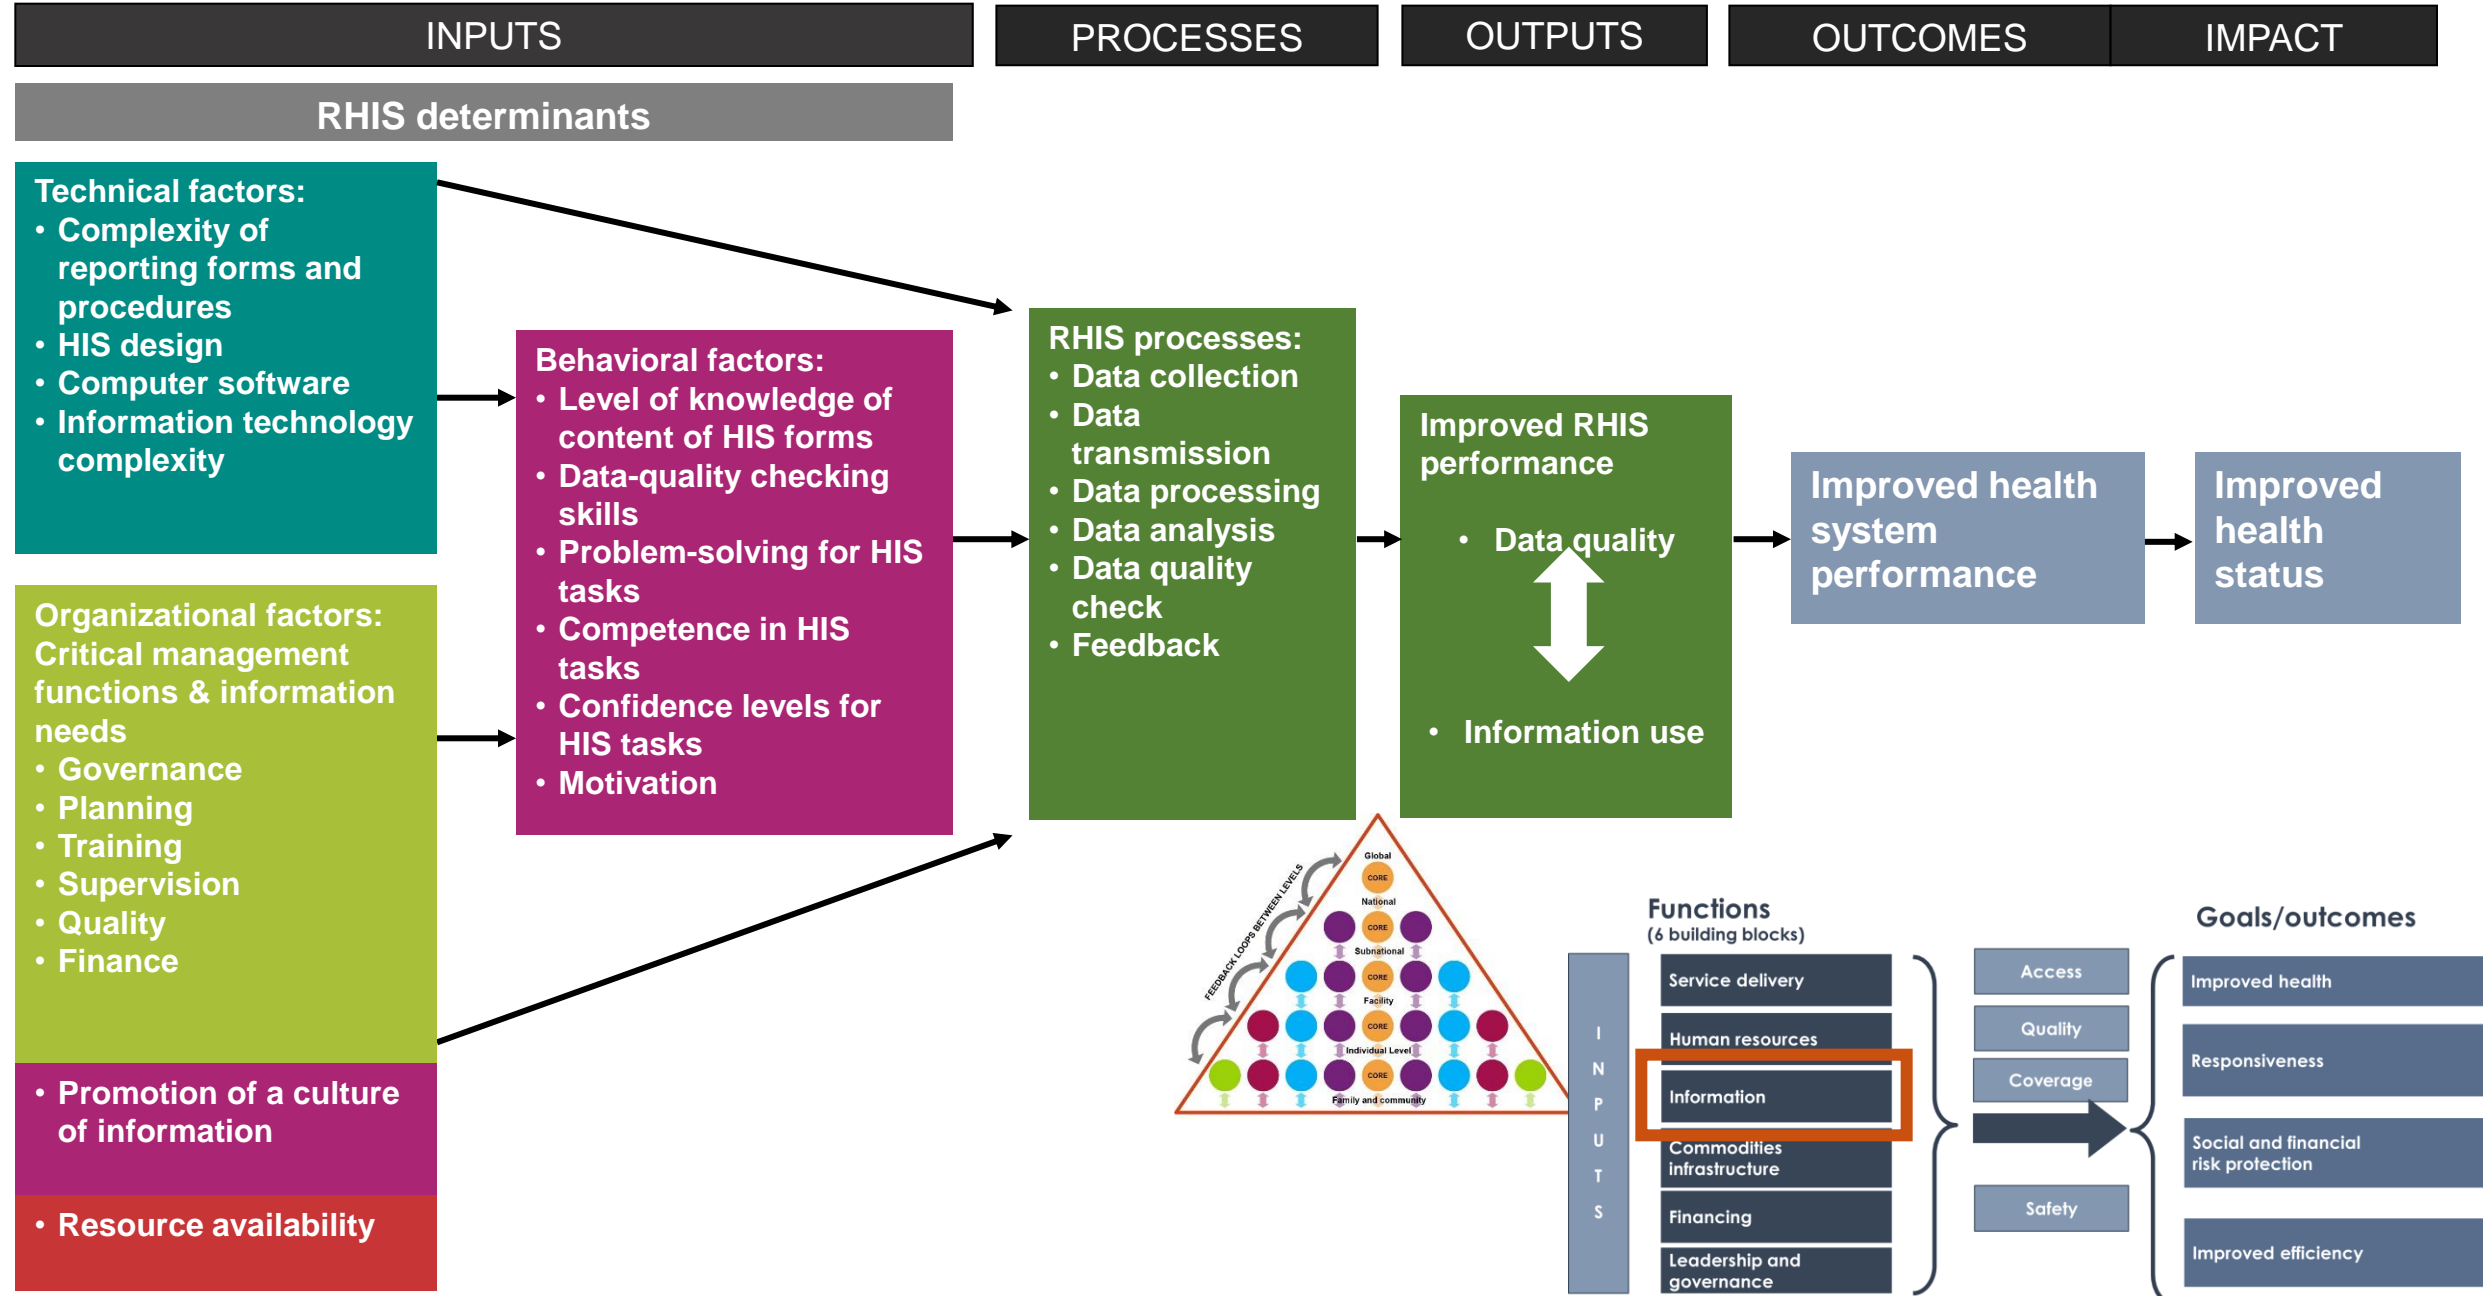 INPUTS
PROCESSES
OUTPUTS
OUTCOMES
IMPACT
RHIS determinants
Technical factors:
• Complexity of
reporting forms and
procedures
• HIS design
• Computer software
• Information technology
complexity
Organizational factors:
Critical management
functions & information
needs
• Governance
• Planning
• Training
• Supervision
• Quality
• Finance
• Promotion of a culture
of information
• Resource availability
Behavioral factors:
• Level of knowledge of
content of HIS forms
• Data-quality checking
skills
• Problem-solving for HIS
tasks
• Competence in HIS
tasks
• Confidence levels for
HIS tasks
• Motivation
RHIS processes:
• Data collection
• Data
transmission
• Data processing
• Data analysis
• Data quality
check
• Feedback
Improved RHIS
performance
• Data quality
• Information use
Improved health
system
performance
Improved
health
status
FEEDBACK LOOPS BETWEEN LEVELS
Global
CORE
National
CORE
Subnational
CORE
Facility
CORE
Individual Level
CORE
Family and community
Functions
(6 building blocks)
INPUTS
Service delivery
Human resources
Information
Commodities
infrastructure
Financing
Leadership and
governance
Access
Quality
Coverage
Safety
Goals/outcomes
Improved health
Responsiveness
Social and financial
risk protection
Improved efficiency